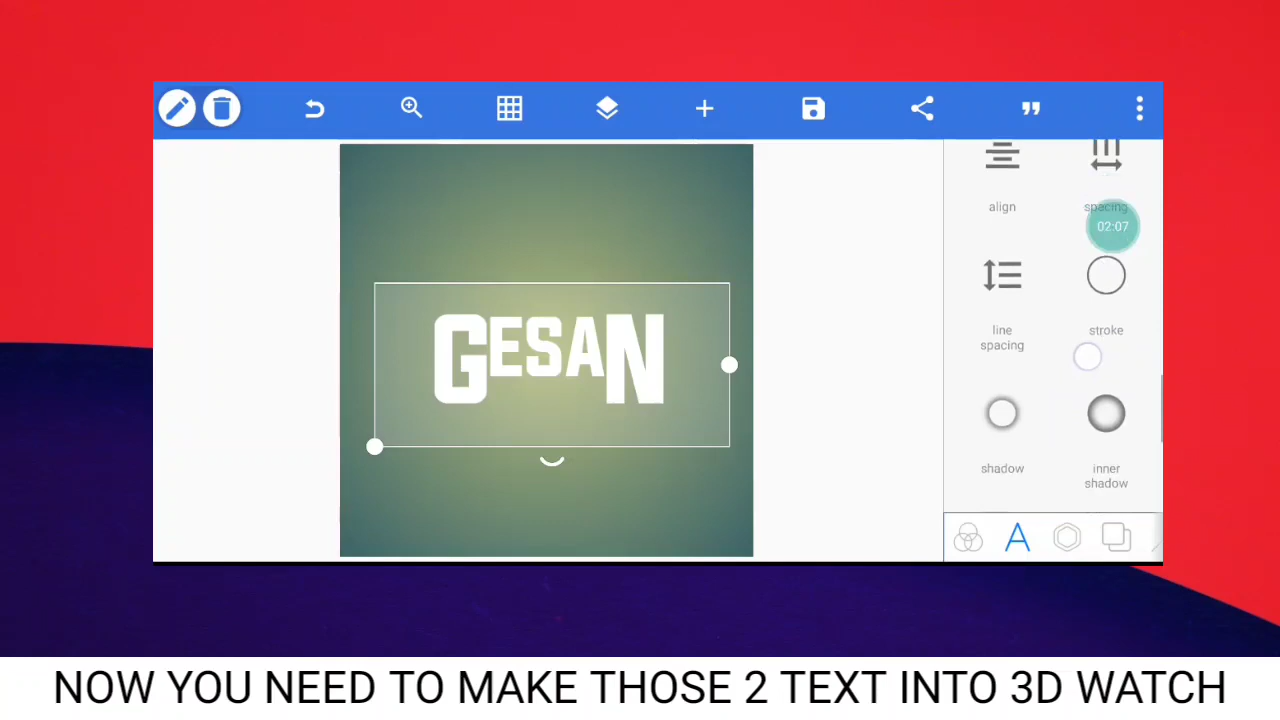 GESAN
align
spacing
02:07
line
spacing
stroke
shadow
inner
shadow
NOW YOU NEED TO MAKE THOSE 2 TEXT INTO 3D WATCH